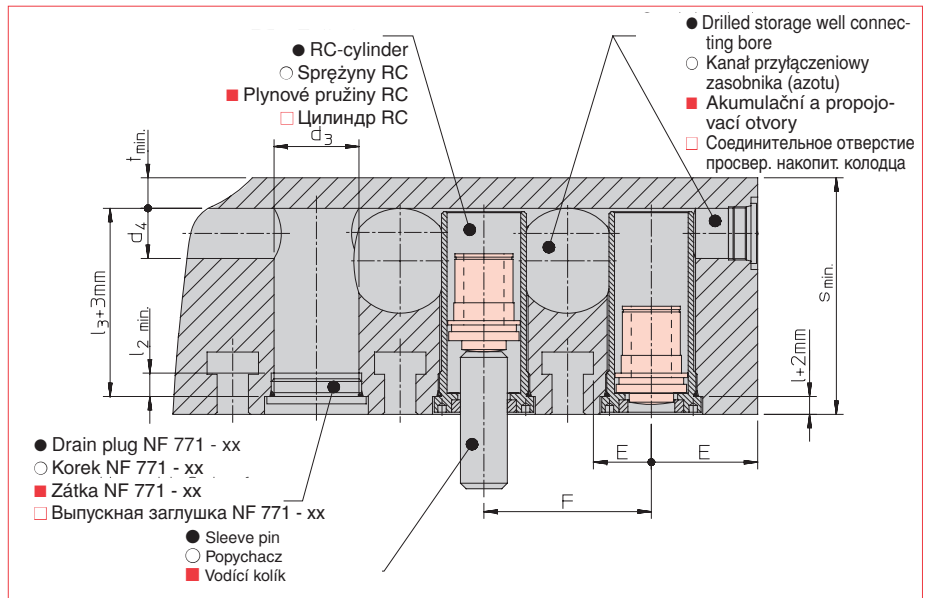 ● RC-cylinder
○ Sprężyny RC
■ Plynové pružiny RC
□ Цилиндр RC
● Drilled storage well connec-
ting bore
○ Kanał przyłączeniowy
zasobnika (azotu)
■ Akumulační a propojo-
vací otvory
□ Соединительное отверстие
просвер. накопит. колодца
d3
t min.
d4
l3+3mm
l2 min.
s min.
l+2mm
E
E
F
● Drain plug NF 771 - xx
○ Korek NF 771 - xx
■ Zátka NF 771 - xx
□ Выпускная заглушка NF 771 - xx
● Sleeve pin
○ Popychacz
■ Vodící kolík